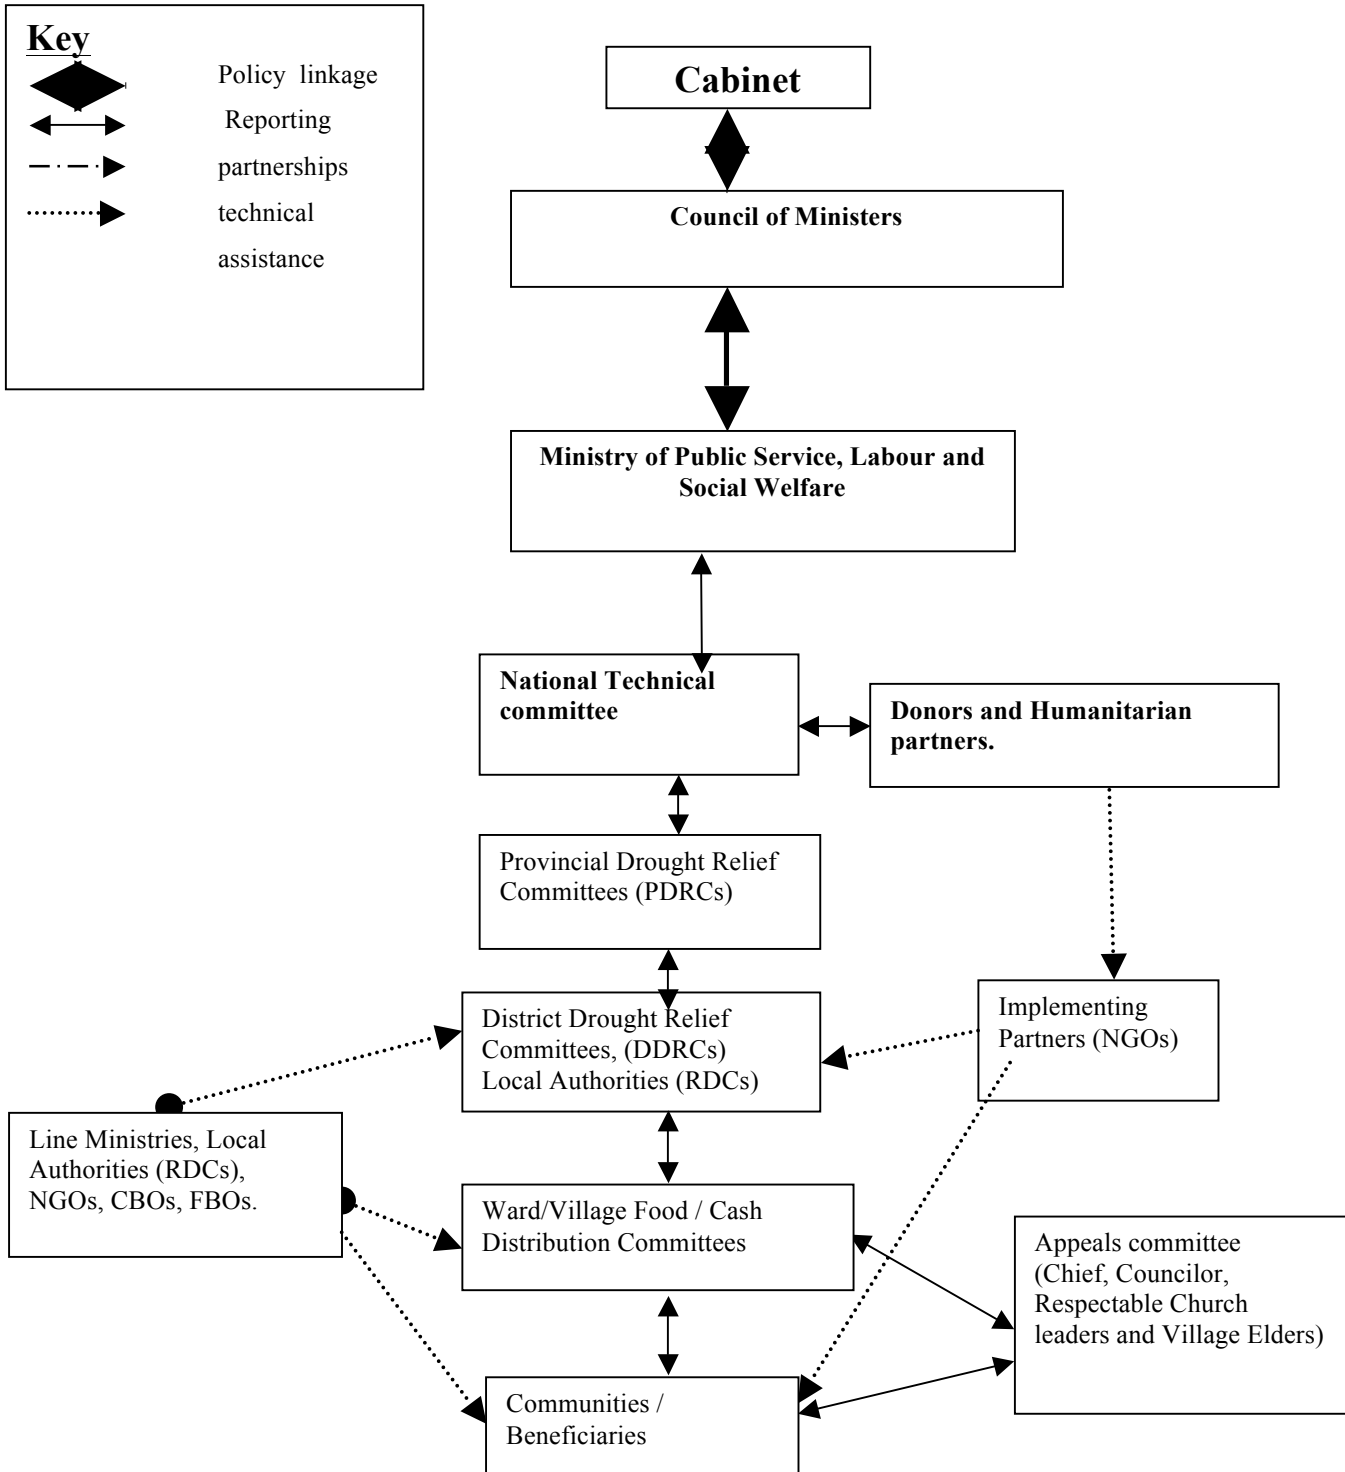 Key
Policy linkage
Reporting
partnerships
technical
assistance
Cabinet
Council of Ministers
Ministry of Public Service, Labour and
Social Welfare
National Technical
committee
Donors and Humanitarian
partners.
Provincial Drought Relief
Committees (PDRCs)
District Drought Relief
Committees, (DDRCs)
Local Authorities (RDCs)
Implementing
Partners (NGOs)
Line Ministries, Local
Authorities (RDCs),
NGOs, CBOs, FBOs.
Ward/Village Food / Cash
Distribution Committees
Appeals committee
(Chief, Councilor,
Respectable Church
leaders and Village Elders)
Communities /
Beneficiaries